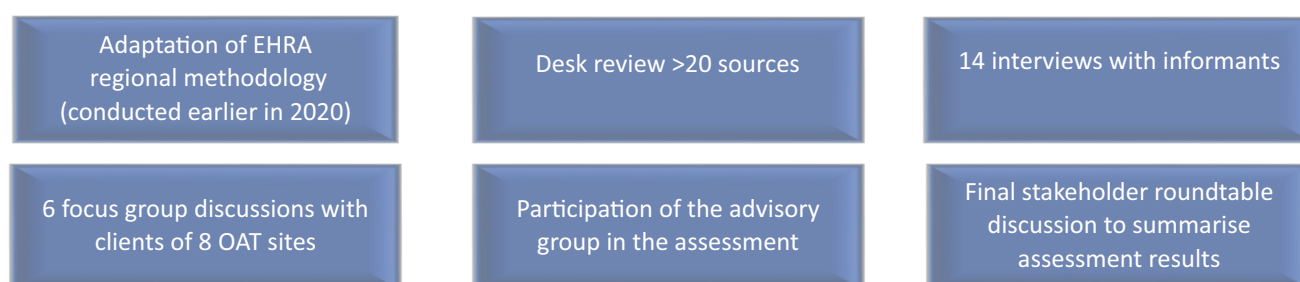 Adaptation of EHRA
regional methodology
(conducted earlier in 2020)
Desk review >20 sources
14 interviews with informants
6 focus group discussions with
clients of 8 OAT sites
Participation of the advisory
group in the assessment
Final stakeholder roundtable
discussion to summarise
assessment results